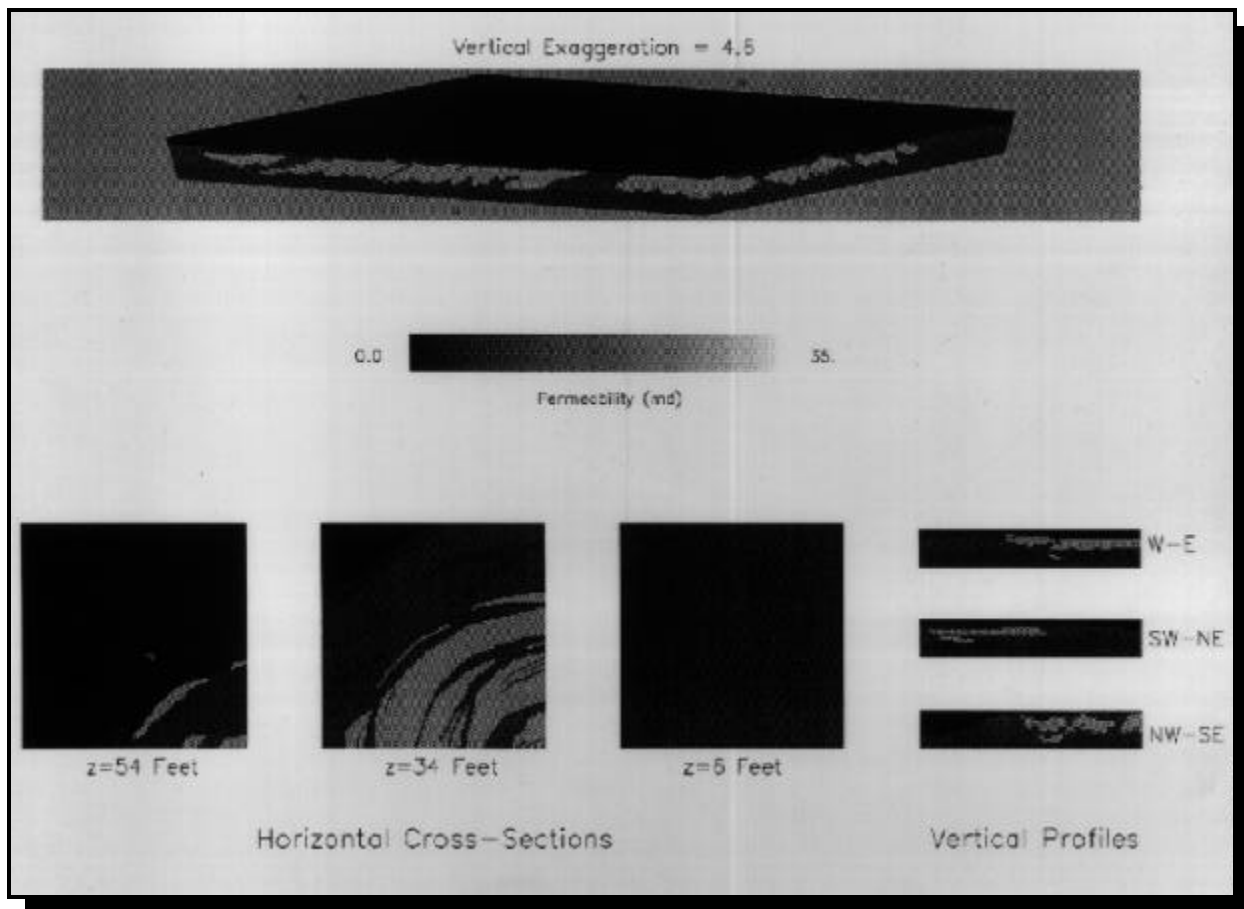 Vertical Exaggeration = 4.5
0.0 35.
Permeability (md)
W-E
SW-NE
NW-SE
z=54 Feet z=34 Feet z=6 Feet
Horizontal Cross-Sections Vertical Profiles